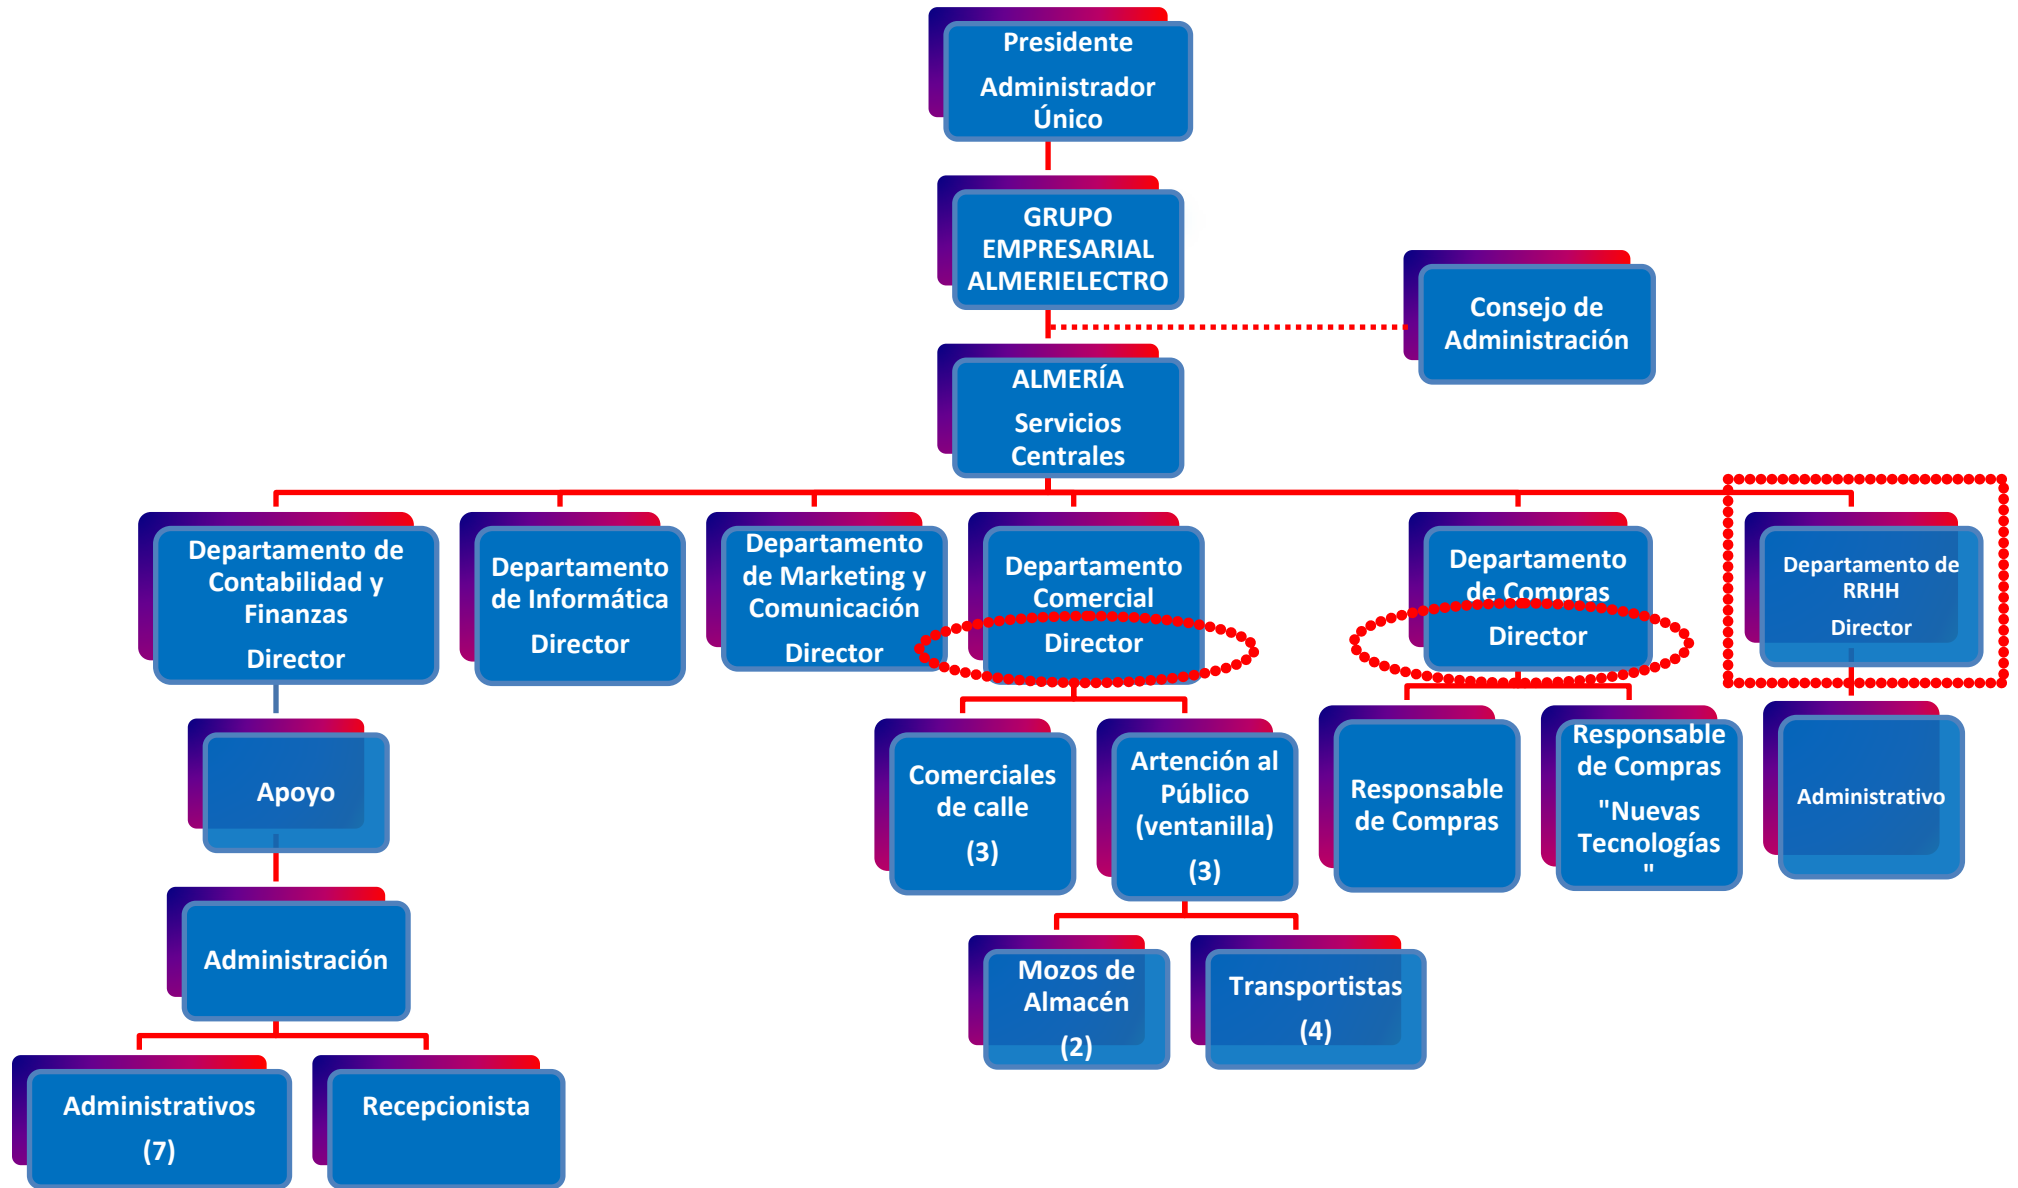 Presidente
Administrador
Único
GRUPO
EMPRESARIAL
ALMERIELECTRO
Consejo de
Administración
ALMERÍA
Servicios
Centrales
Departamento de
Contabilidad y
Finanzas
Director
Departamento
de Informática
Director
Departamento
de Marketing y
Comunicación
Director
Departamento
Comercial
Director
Departamento
de Compras
Director
Departamento de
RRHH
Director
Apoyo
Comerciales
de calle
(3)
Artención al
Público
(ventanilla)
(3)
Responsable
de Compras
Responsable
de Compras
"Nuevas
Tecnologías
"
Administrativo
Administración
Mozos de
Almacén
(2)
Transportistas
(4)
Administrativos
(7)
Recepcionista